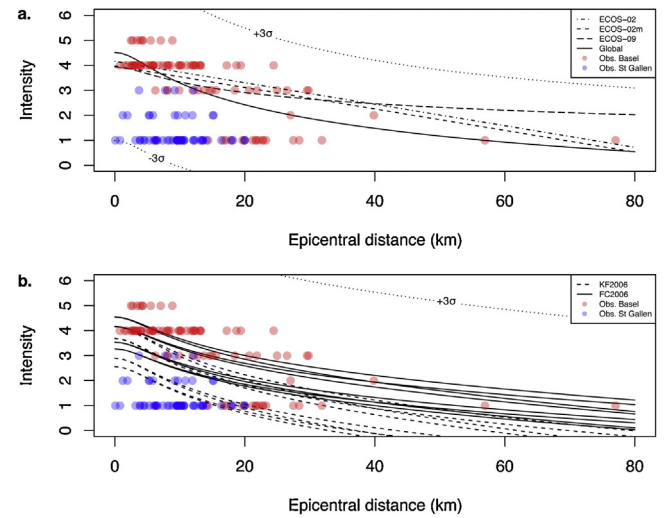 a.
6
5
4
3
2
1
0
Intensity
+3σ
-3σ
ECOS-02
ECOS-02m
ECOS-09
Global
Obs. Basel
Obs. St Gallen
0 20 40 60 80
Epicentral distance (km)
b.
6
5
4
3
2
1
0
Intensity
+3σ
KF2006
FC2006
Obs. Basel
Obs. St Gallen
0 20 40 60 80
Epicentral distance (km)